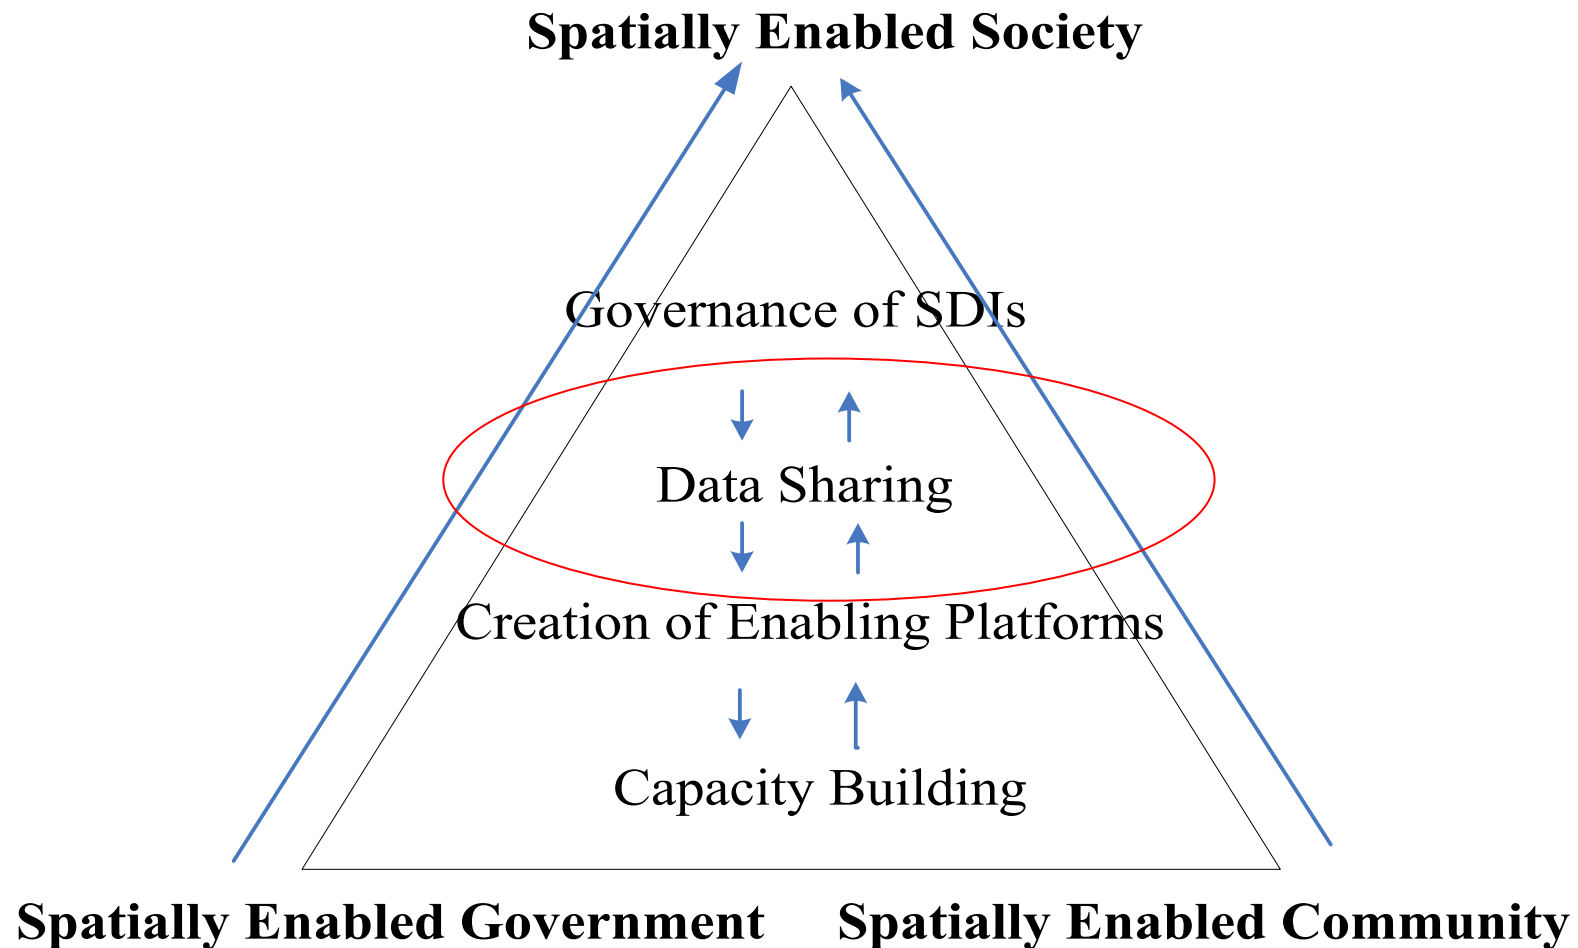 Spatially Enabled Society
Governance of SDIs
Data Sharing
Creation of Enabling Platforms
Capacity Building
Spatially Enabled Government
Spatially Enabled Community